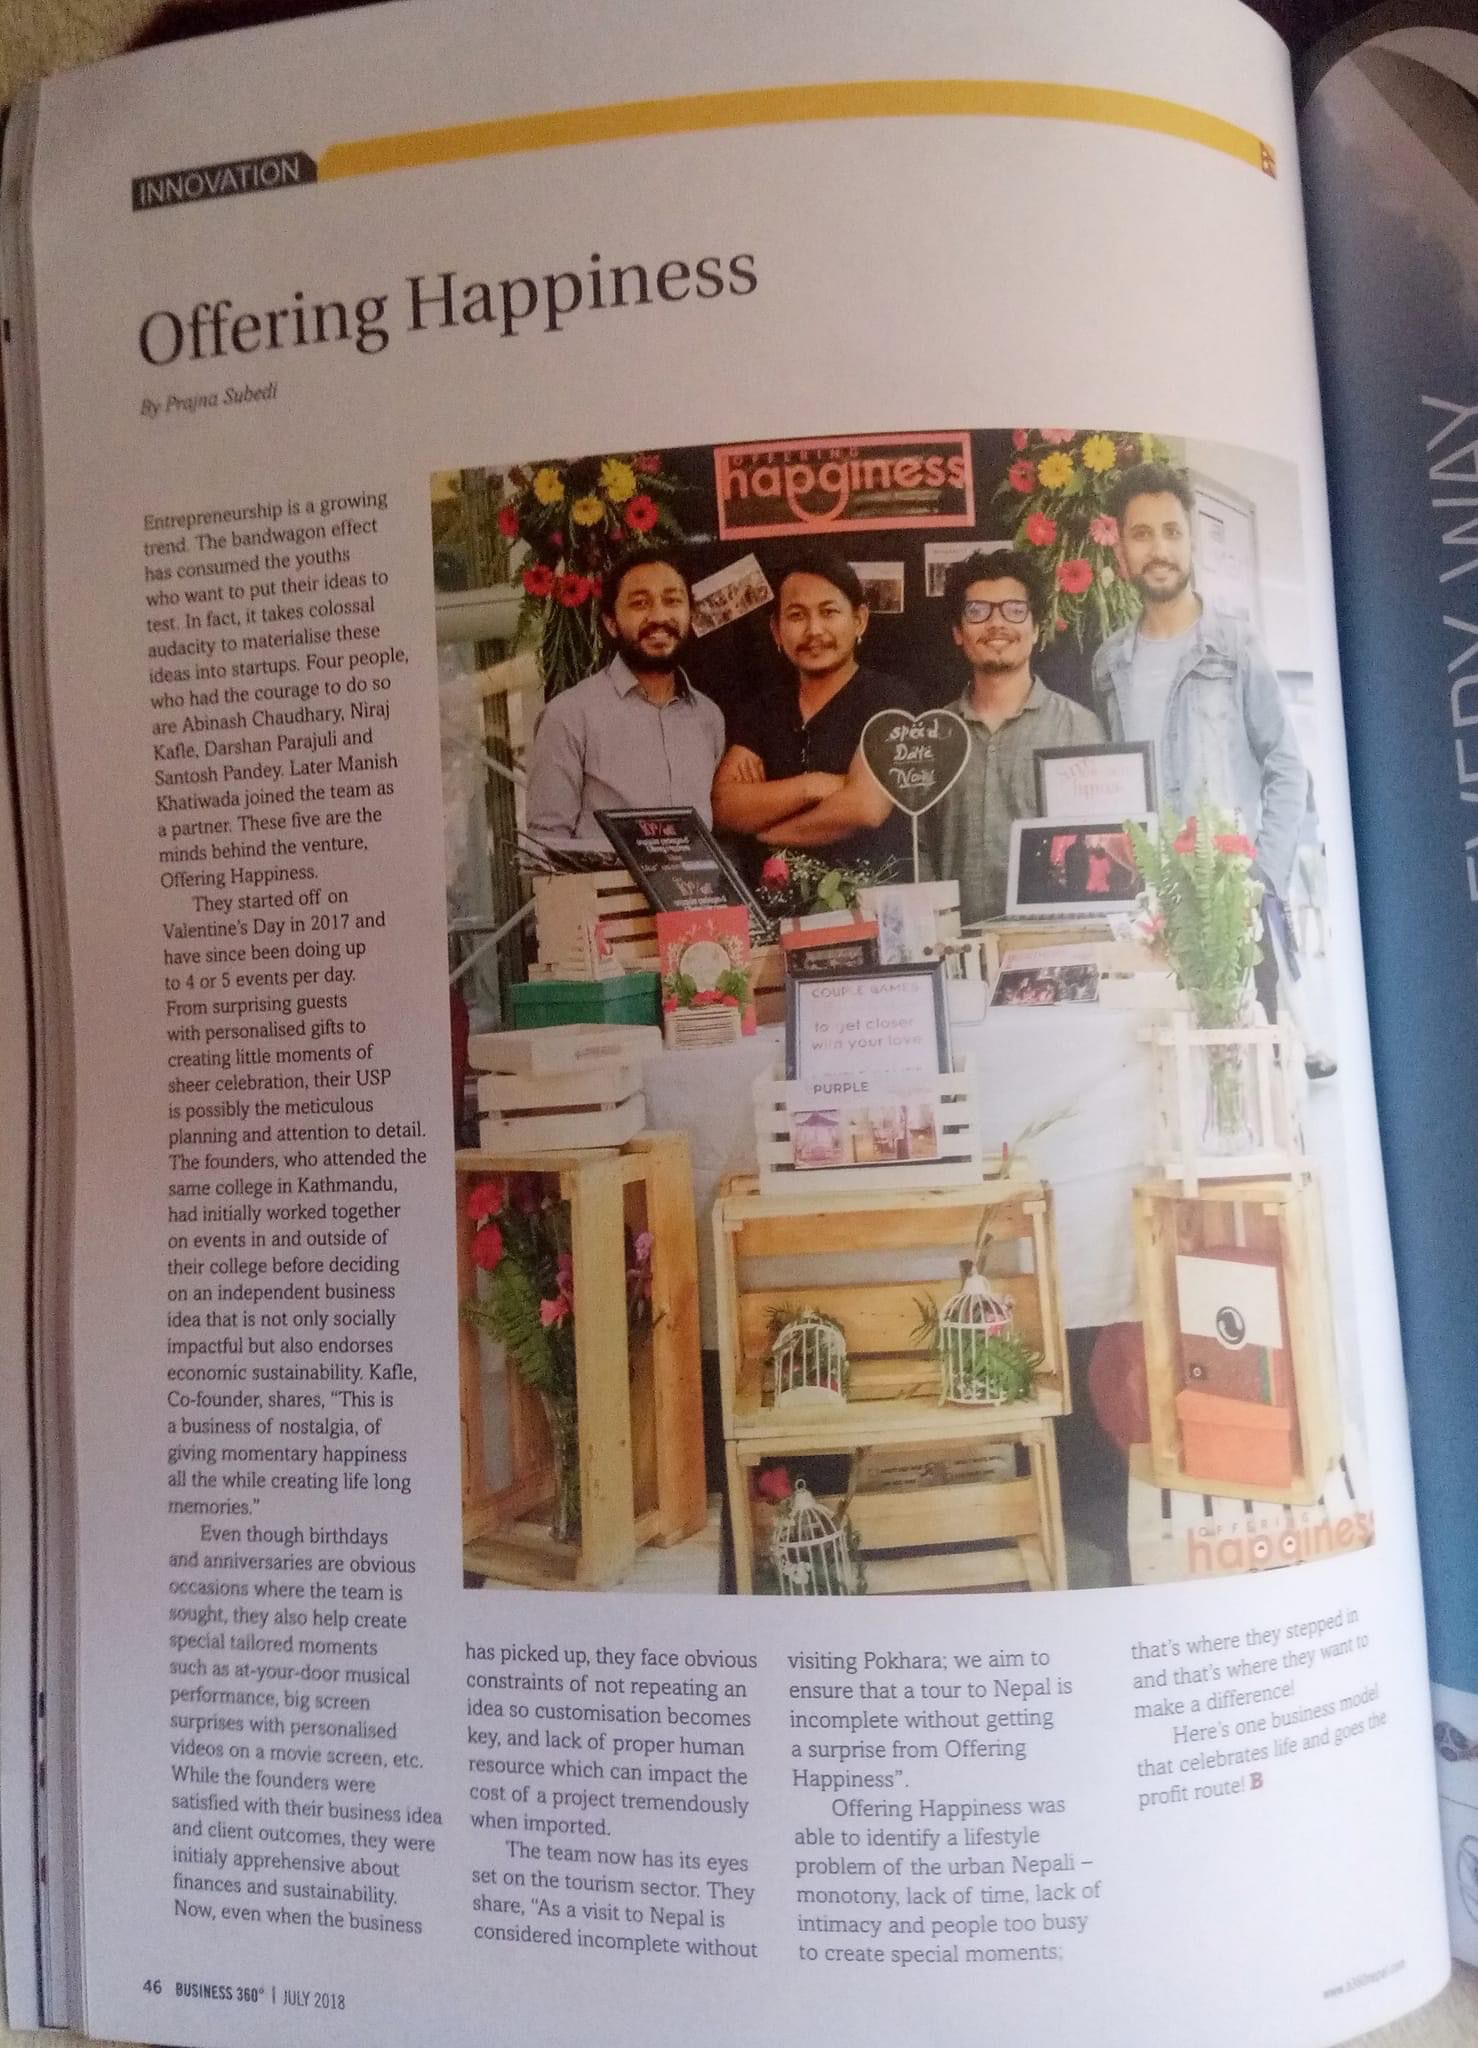 INNOVATION
Offering Happiness
By Prajna Subedi
Entrepreneurship is a growing
trend. The bandwagon effect
has consumed the youths
who want to put their ideas to
test. In fact, it takes colossal
audacity to materialise these
ideas into startups. Four people,
who had the courage to do so
are Abinash Chaudhary, Niraj
Kafle, Darshan Parajuli and
Santosh Pandey. Later Manish
Khatiwada joined the team as
a partner. These five are the
minds behind the venture,
Offering Happiness.
They started off on
Valentine's Day in 2017 and
have since been doing up
to 4 or 5 events per day.
From surprising guests
with personalised gifts to
creating little moments of
sheer celebration, their USP
is possibly the meticulous
planning and attention to detail.
The founders, who attended the
same college in Kathmandu,
had initially worked together
on events in and outside of
their college before deciding
on an independent business
idea that is not only socially
impactful but also endorses
economic sustainability. Kafle,
Co-founder, shares, "This is
a business of nostalgia, of
giving momentary happiness
all the while creating life long
memories."
Even though birthdays
and anniversaries are obvious
occasions where the team is
sought, they also help create
special tailored moments
such as at-your-door musical
performance, big screen
surprises with personalised
videos on a movie screen, etc.
While the founders were
satisfied with their business idea
and client outcomes, they were
initialy apprehensive about
finances and sustainability.
Now, even when the business
has picked up, they face obvious
constraints of not repeating an
idea so customisation becomes
key, and lack of proper human
resource which can impact the
cost of a project tremendously
when imported.
The team now has its eyes
set on the tourism sector. They
share, "As a visit to Nepal is
considered incomplete without
visiting Pokhara; we aim to
ensure that a tour to Nepal is
incomplete without getting
a surprise from Offering
Happiness".
Offering Happiness was
able to identify a lifestyle
problem of the urban Nepali –
monotony, lack of time, lack of
intimacy and people too busy
to create special moments;
that's where they stepped in
and that's where they want to
make a difference!
Here's one business model
that celebrates life and goes the
profit route! B
OFFERING
happiness
Speed
Date
Now
COUPLE GAMES
to get closer
with your love
PURPLE
OFFERING
happiness
46 BUSINESS 360° | JULY 2018
www.b360nepal.com
EVERY WAY